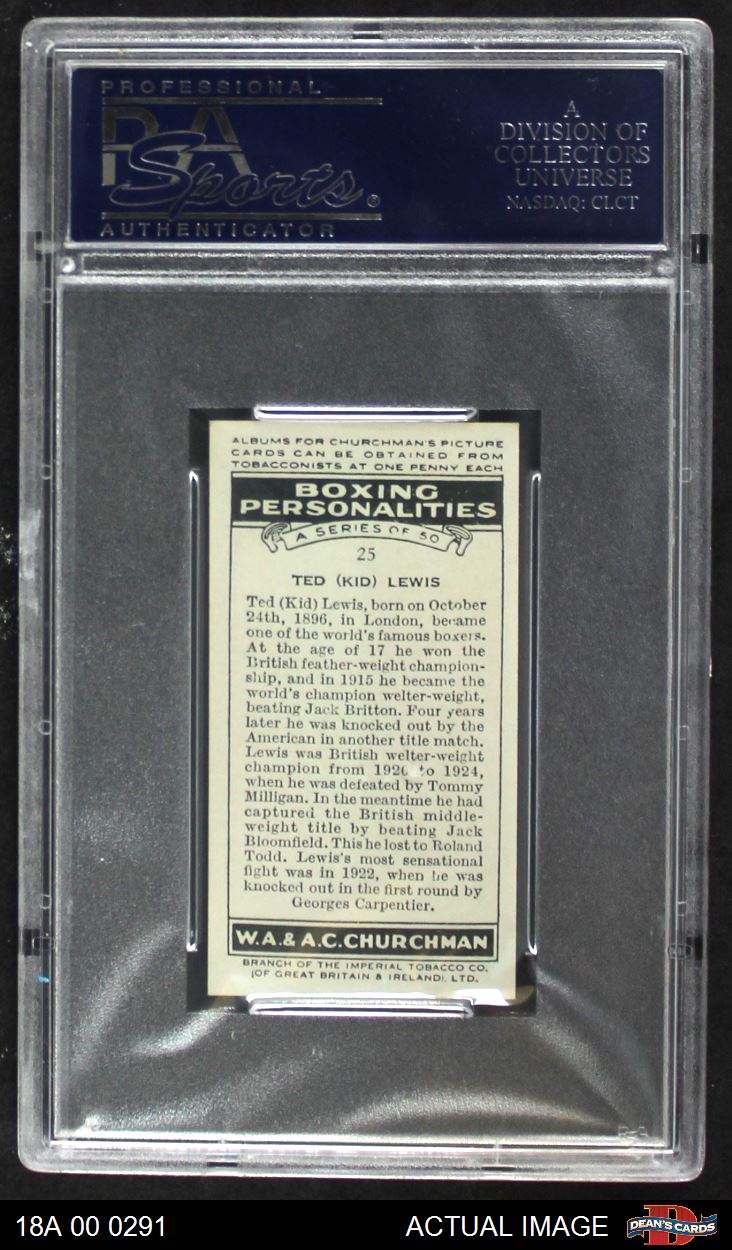 PROFESSIONAL
PSA
Sports®
AUTHENTICATOR
A
DIVISION OF
COLLECTORS
UNIVERSE
NASDAQ: CLCT
ALBUMS FOR CHURCHMAN'S PICTURE
CARDS CAN BE OBTAINED FROM
TOBACCONISTS AT ONE PENNY EACH
BOXING
PERSONALITIES
A SERIES OF 50
25
TED (KID) LEWIS
Ted (Kid) Lewis, born on October
24th, 1896, in London, became
one of the world's famous boxers.
At the age of 17 he won the
British feather-weight champion-
ship, and in 1915 he became the
world's champion welter-weight,
beating Jack Britton. Four years
later he was knocked out by the
American in another title match.
Lewis was British welter-weight
champion from 1920 to 1924,
when he was defeated by Tommy
Milligan. In the meantime he had
captured the British middle-
weight title by beating Jack
Bloomfield. This he lost to Roland
Todd. Lewis's most sensational
fight was in 1922, when he was
knocked out in the first round by
Georges Carpentier.
W.A. & A.C. CHURCHMAN
BRANCH OF THE IMPERIAL TOBACCO CO.
(OF GREAT BRITAIN & IRELAND), LTD.
18A 00 0291 ACTUAL IMAGE DEAN'S CARDS